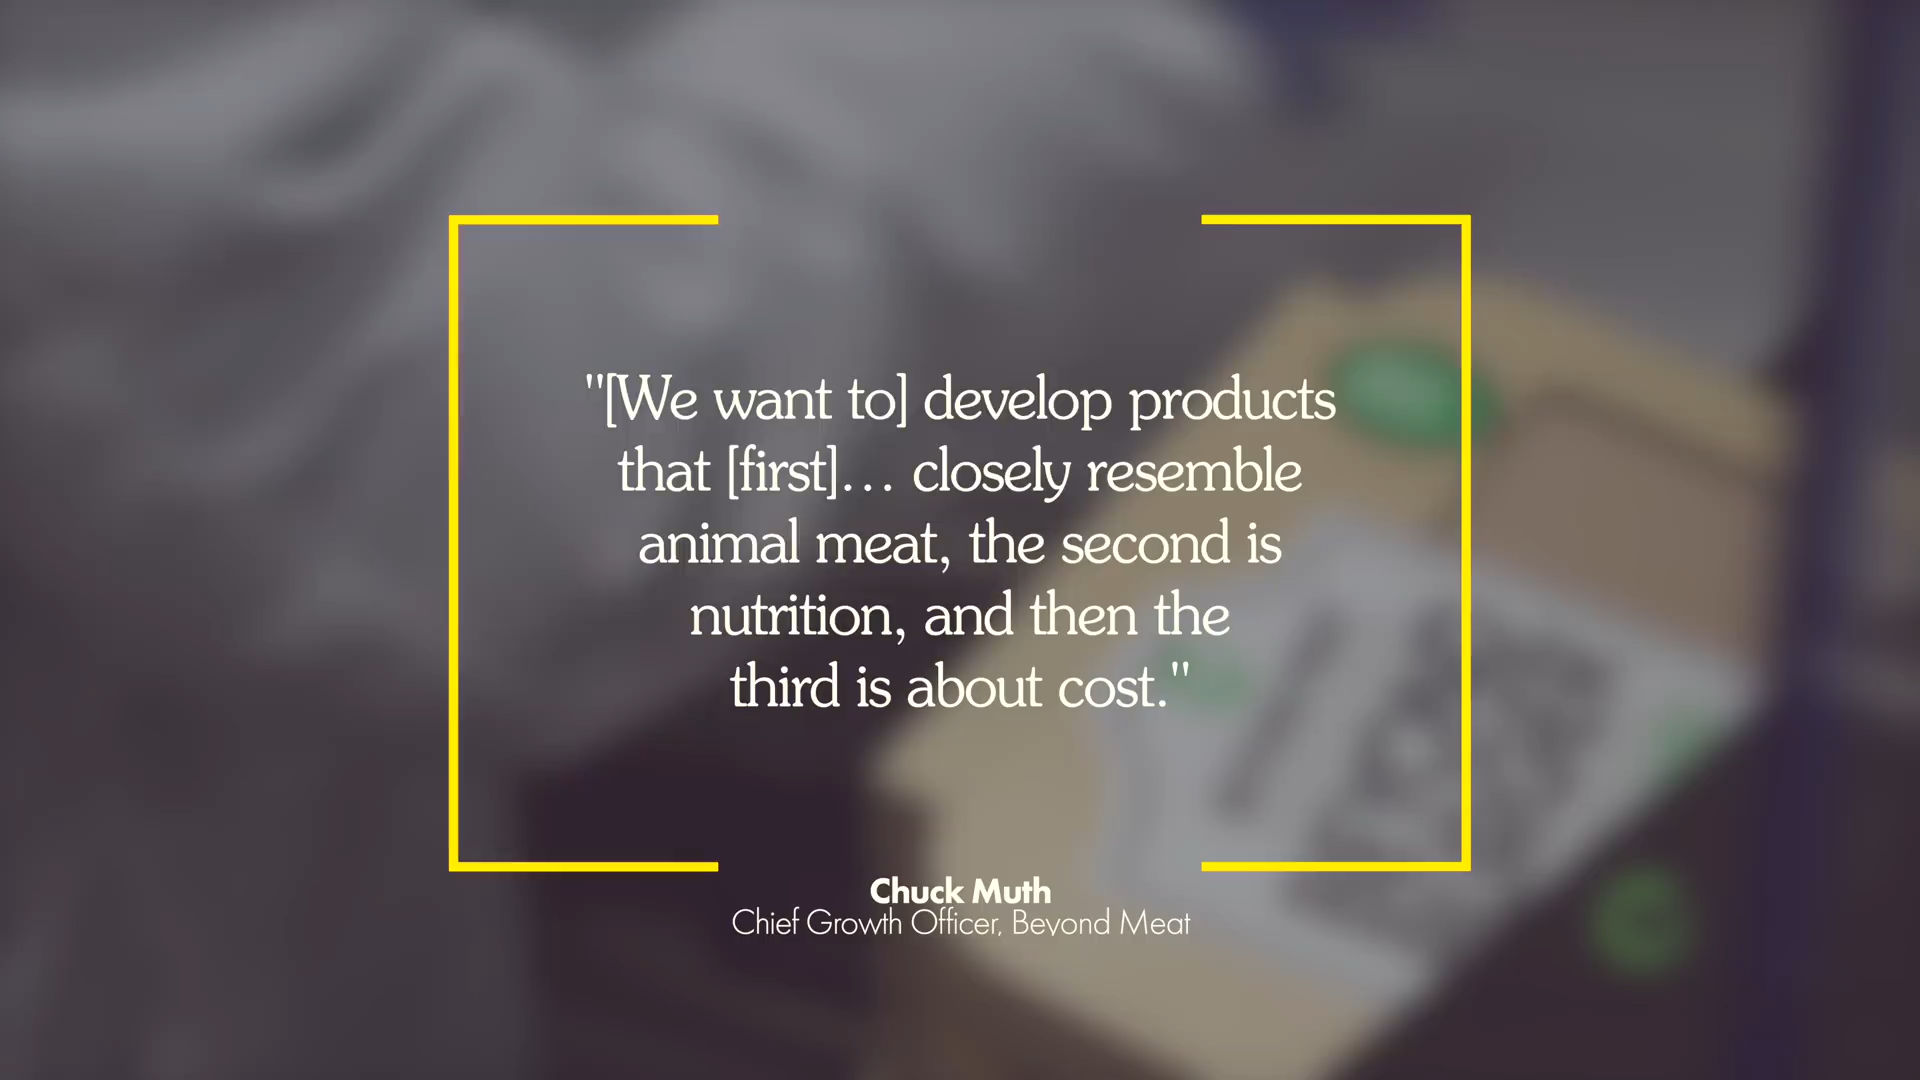 "[We want to] develop products
that [first]... closely resemble
animal meat, the second is
nutrition, and then the
third is about cost."
Chuck Muth
Chief Growth Officer, Beyond Meat